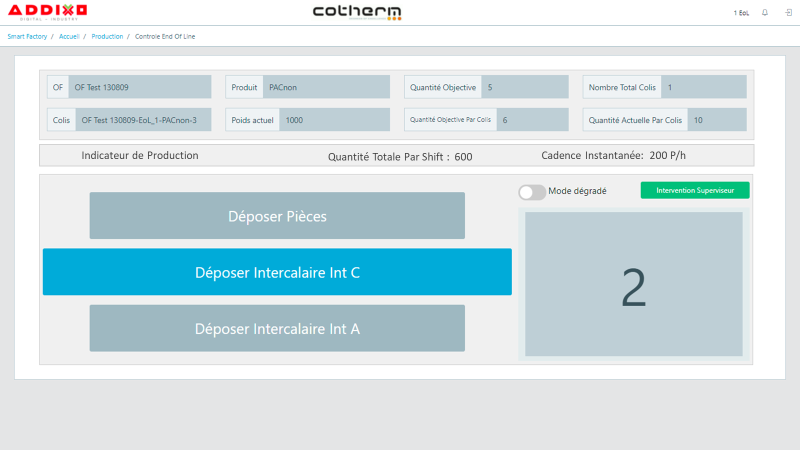 ADDIXO
DIGITAL - INDUSTRY
cotherm
1 EoL
Smart Factory / Accueil / Production / Controle End Of Line
OF OF Test 130809 Produit PACnon Quantité Objective 5 Nombre Total Colis 1
Colis OF Test 130809-EoL_1-PACnon-3 Poids actuel 1000 Quantité Objective Par Colis 6 Quantité Actuelle Par Colis 10
Indicateur de Production Quantité Totale Par Shift : 600 Cadence Instantanée: 200 P/h
Mode dégradé Intervention Superviseur
Déposer Pièces
Déposer Intercalaire Int C
2
Déposer Intercalaire Int A